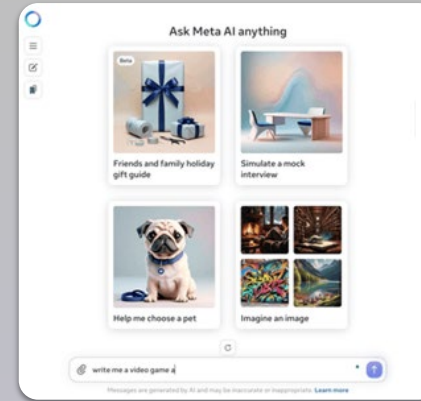 Ask Meta AI anything
Beta
Friends and family holiday
gift guide
Simulate a mock
interview
Help me choose a pet
Imagine an image
write me a video game a
Messages are generated by AI and may be inaccurate or inappropriate. Learn more